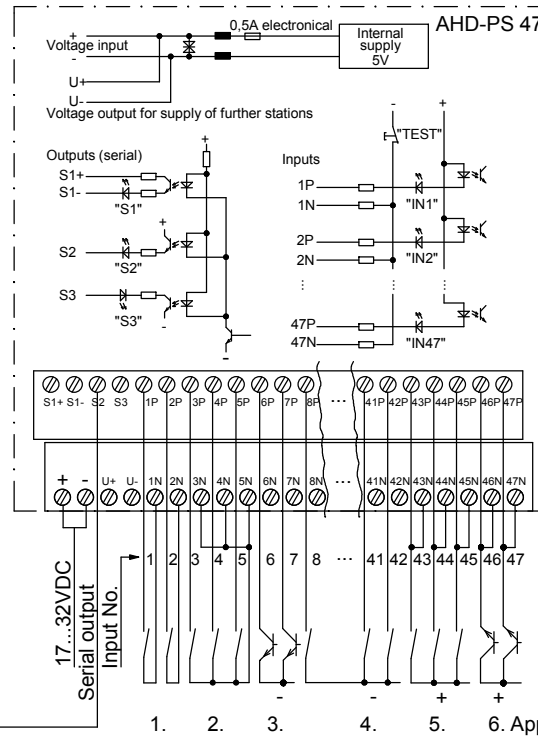 AHD-PS 47
+
0,5A electronical
Internal
supply
5V
Voltage input
-
U+
U-
Voltage output for supply of further stations
- +
"TEST"
Outputs (serial)
+
Inputs
S1+
S1-
"S1"
1P
1N
"IN1"
+
S2
"S2"
-
2P
2N
"IN2"
+
S3
"S3"
-
-
... ... ...
47P
47N
"IN47"
S1+ S1- S2 S3 1P 2P 3P 4P 5P 6P 7P 8P ... 41P 42P 43P 44P 45P 46P 47P
+ - U+ U- 1N 2N 3N 4N 5N 6N 7N 8N 41N 42N 43N 44N 45N 46N 47N
17...32VDC
Serial output
Input No.
1 2 3 4 5 6 7 8 ... 41 42 43 44 45 46 47
- - + +
1. 2. 3. 4. 5. 6. App